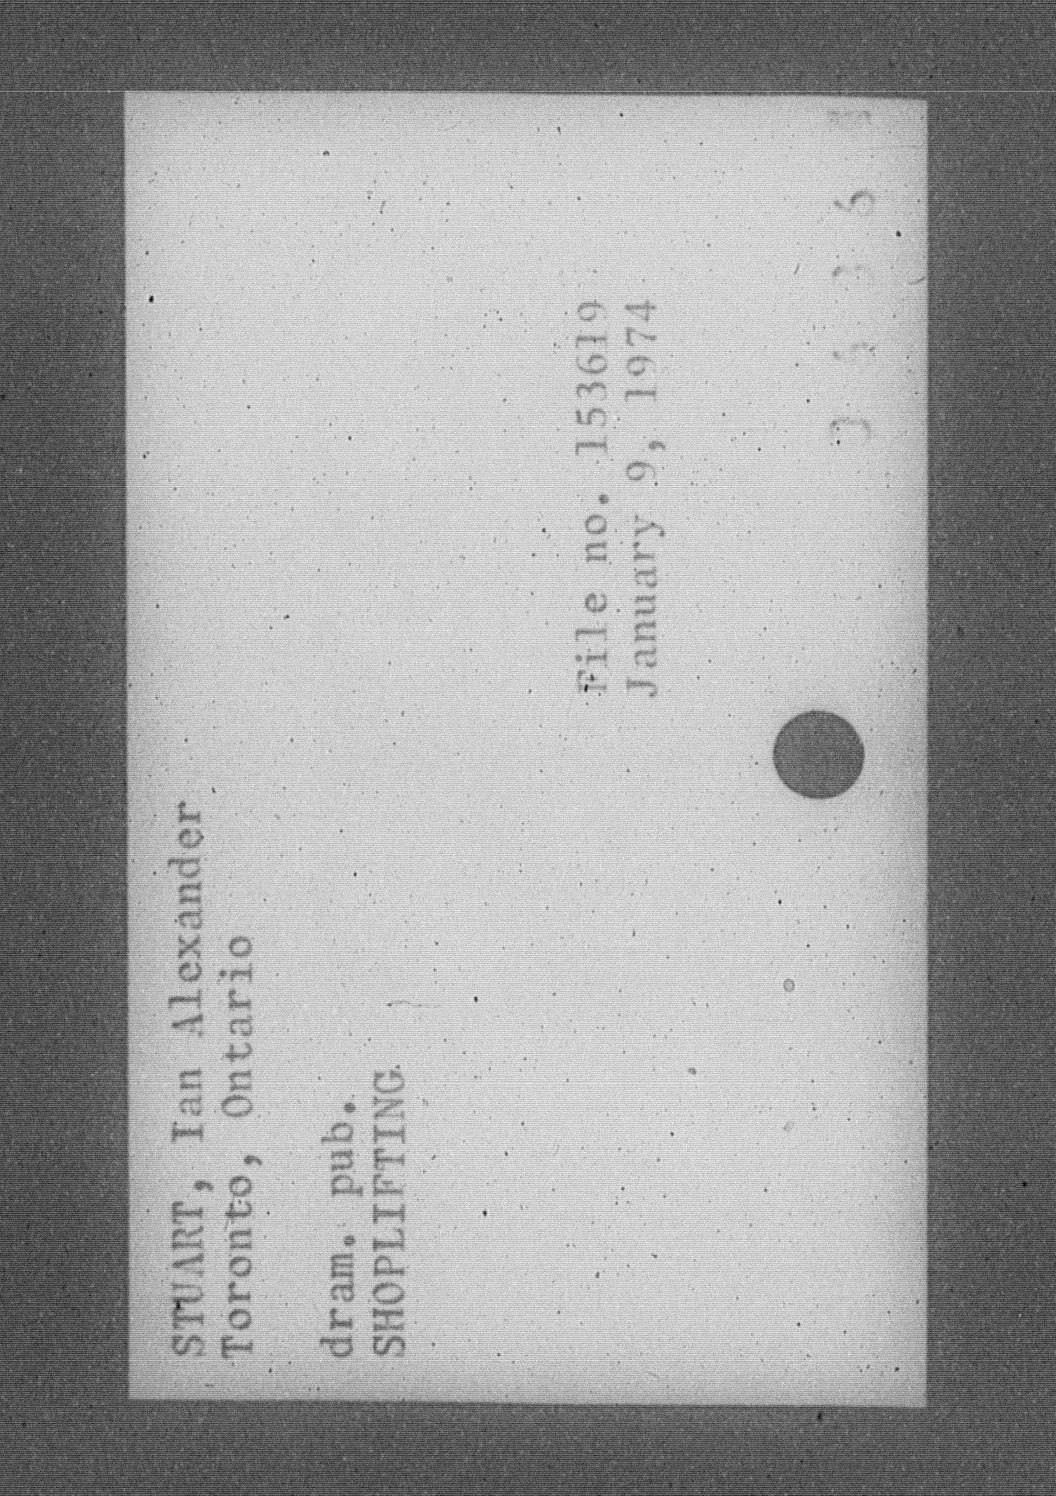 STUART, Ian Alexander
Toronto, Ontario
dram. pub.
SHOPLIFTING
File no. 153619
January 9, 1974